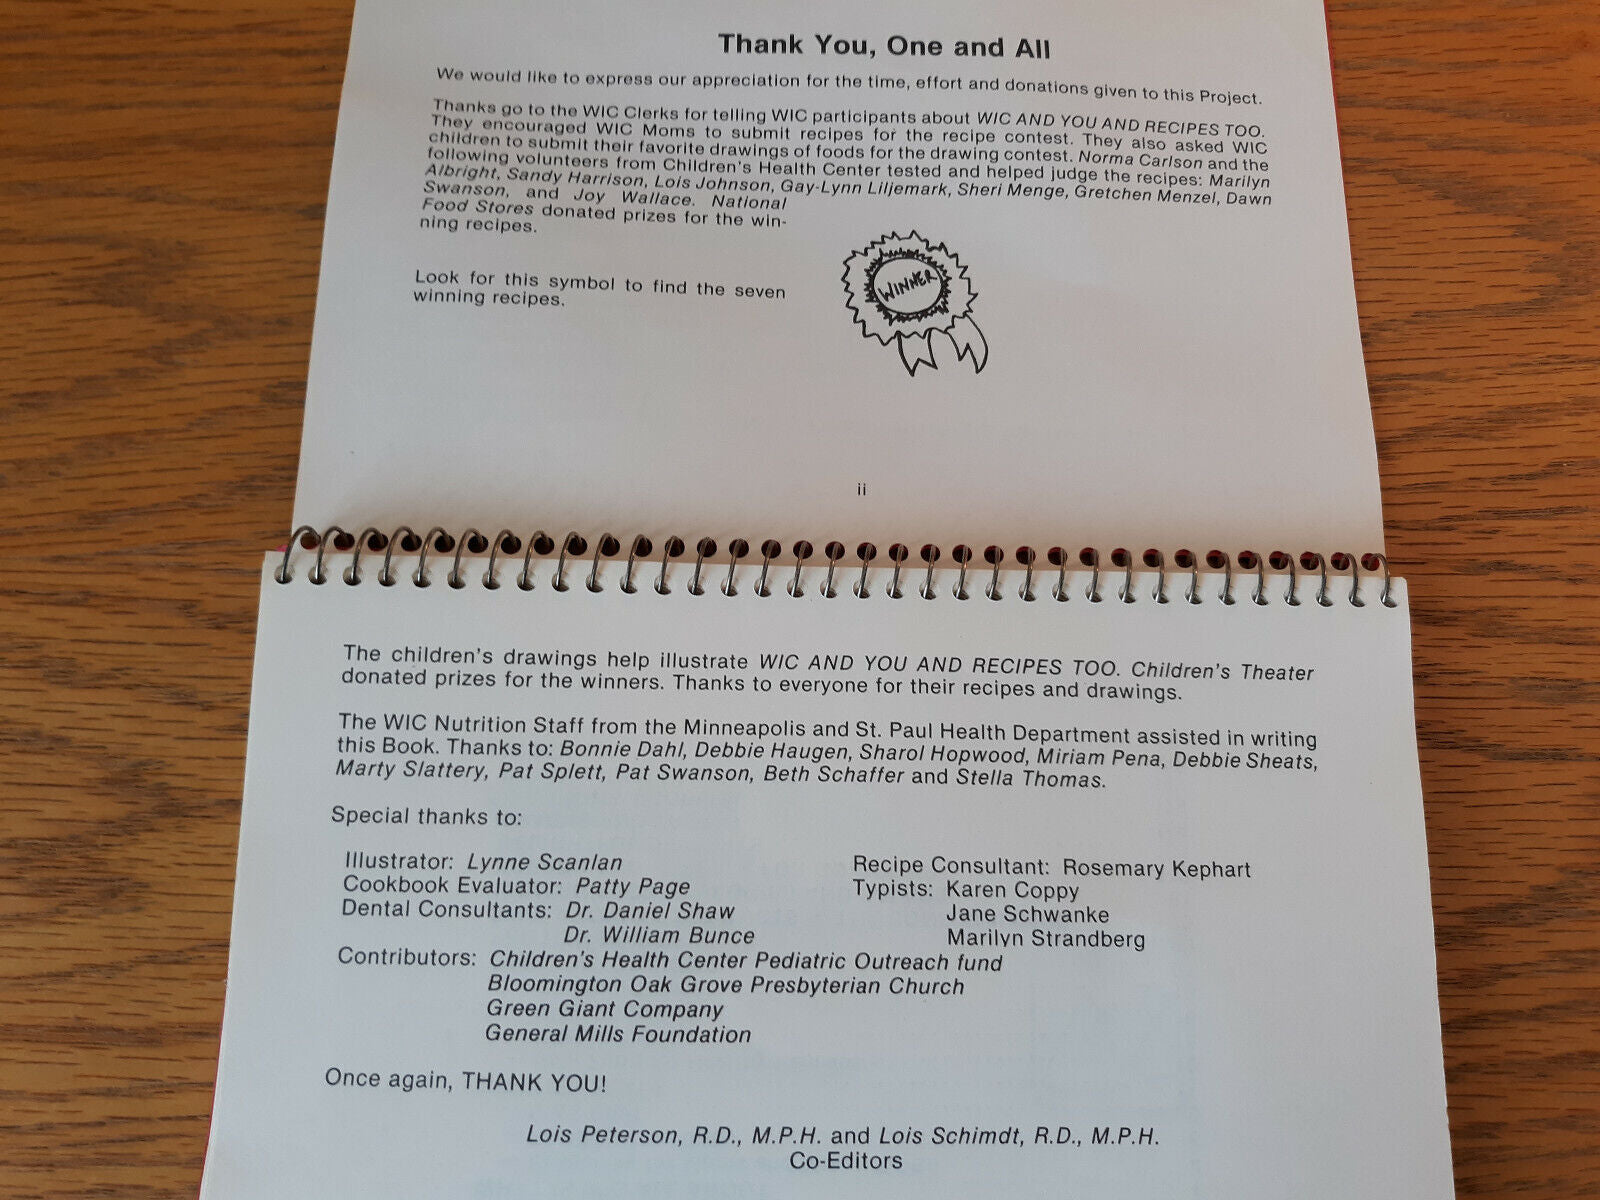 Thank You, One and All
We would like to express our appreciation for the time, effort and donations given to this Project.
Thanks go to the WIC Clerks for telling WIC participants about WIC AND YOU AND RECIPES TOO.
They encouraged WIC Moms to submit recipes for the recipe contest. They also asked WIC
children to submit their favorite drawings of foods for the drawing contest. Norma Carlson and the
following volunteers from Children's Health Center tested and helped judge the recipes: Marilyn
Albright, Sandy Harrison, Lois Johnson, Gay-Lynn Liljemark, Sheri Menge, Gretchen Menzel, Dawn
Swanson, and Joy Wallace. National
Food Stores donated prizes for the win-
ning recipes.
Look for this symbol to find the seven
winning recipes.
WINNER
ii
The children's drawings help illustrate WIC AND YOU AND RECIPES TOO. Children's Theater
donated prizes for the winners. Thanks to everyone for their recipes and drawings.
The WIC Nutrition Staff from the Minneapolis and St. Paul Health Department assisted in writing
this Book. Thanks to: Bonnie Dahl, Debbie Haugen, Sharol Hopwood, Miriam Pena, Debbie Sheats,
Marty Slattery, Pat Splett, Pat Swanson, Beth Schaffer and Stella Thomas.
Special thanks to:
Illustrator: Lynne Scanlan
Cookbook Evaluator: Patty Page
Dental Consultants: Dr. Daniel Shaw
Dr. William Bunce
Recipe Consultant: Rosemary Kephart
Typists: Karen Coppy
Jane Schwanke
Marilyn Strandberg
Contributors: Children's Health Center Pediatric Outreach fund
Bloomington Oak Grove Presbyterian Church
Green Giant Company
General Mills Foundation
Once again, THANK YOU!
Lois Peterson, R.D., M.P.H. and Lois Schimdt, R.D., M.P.H.
Co-Editors